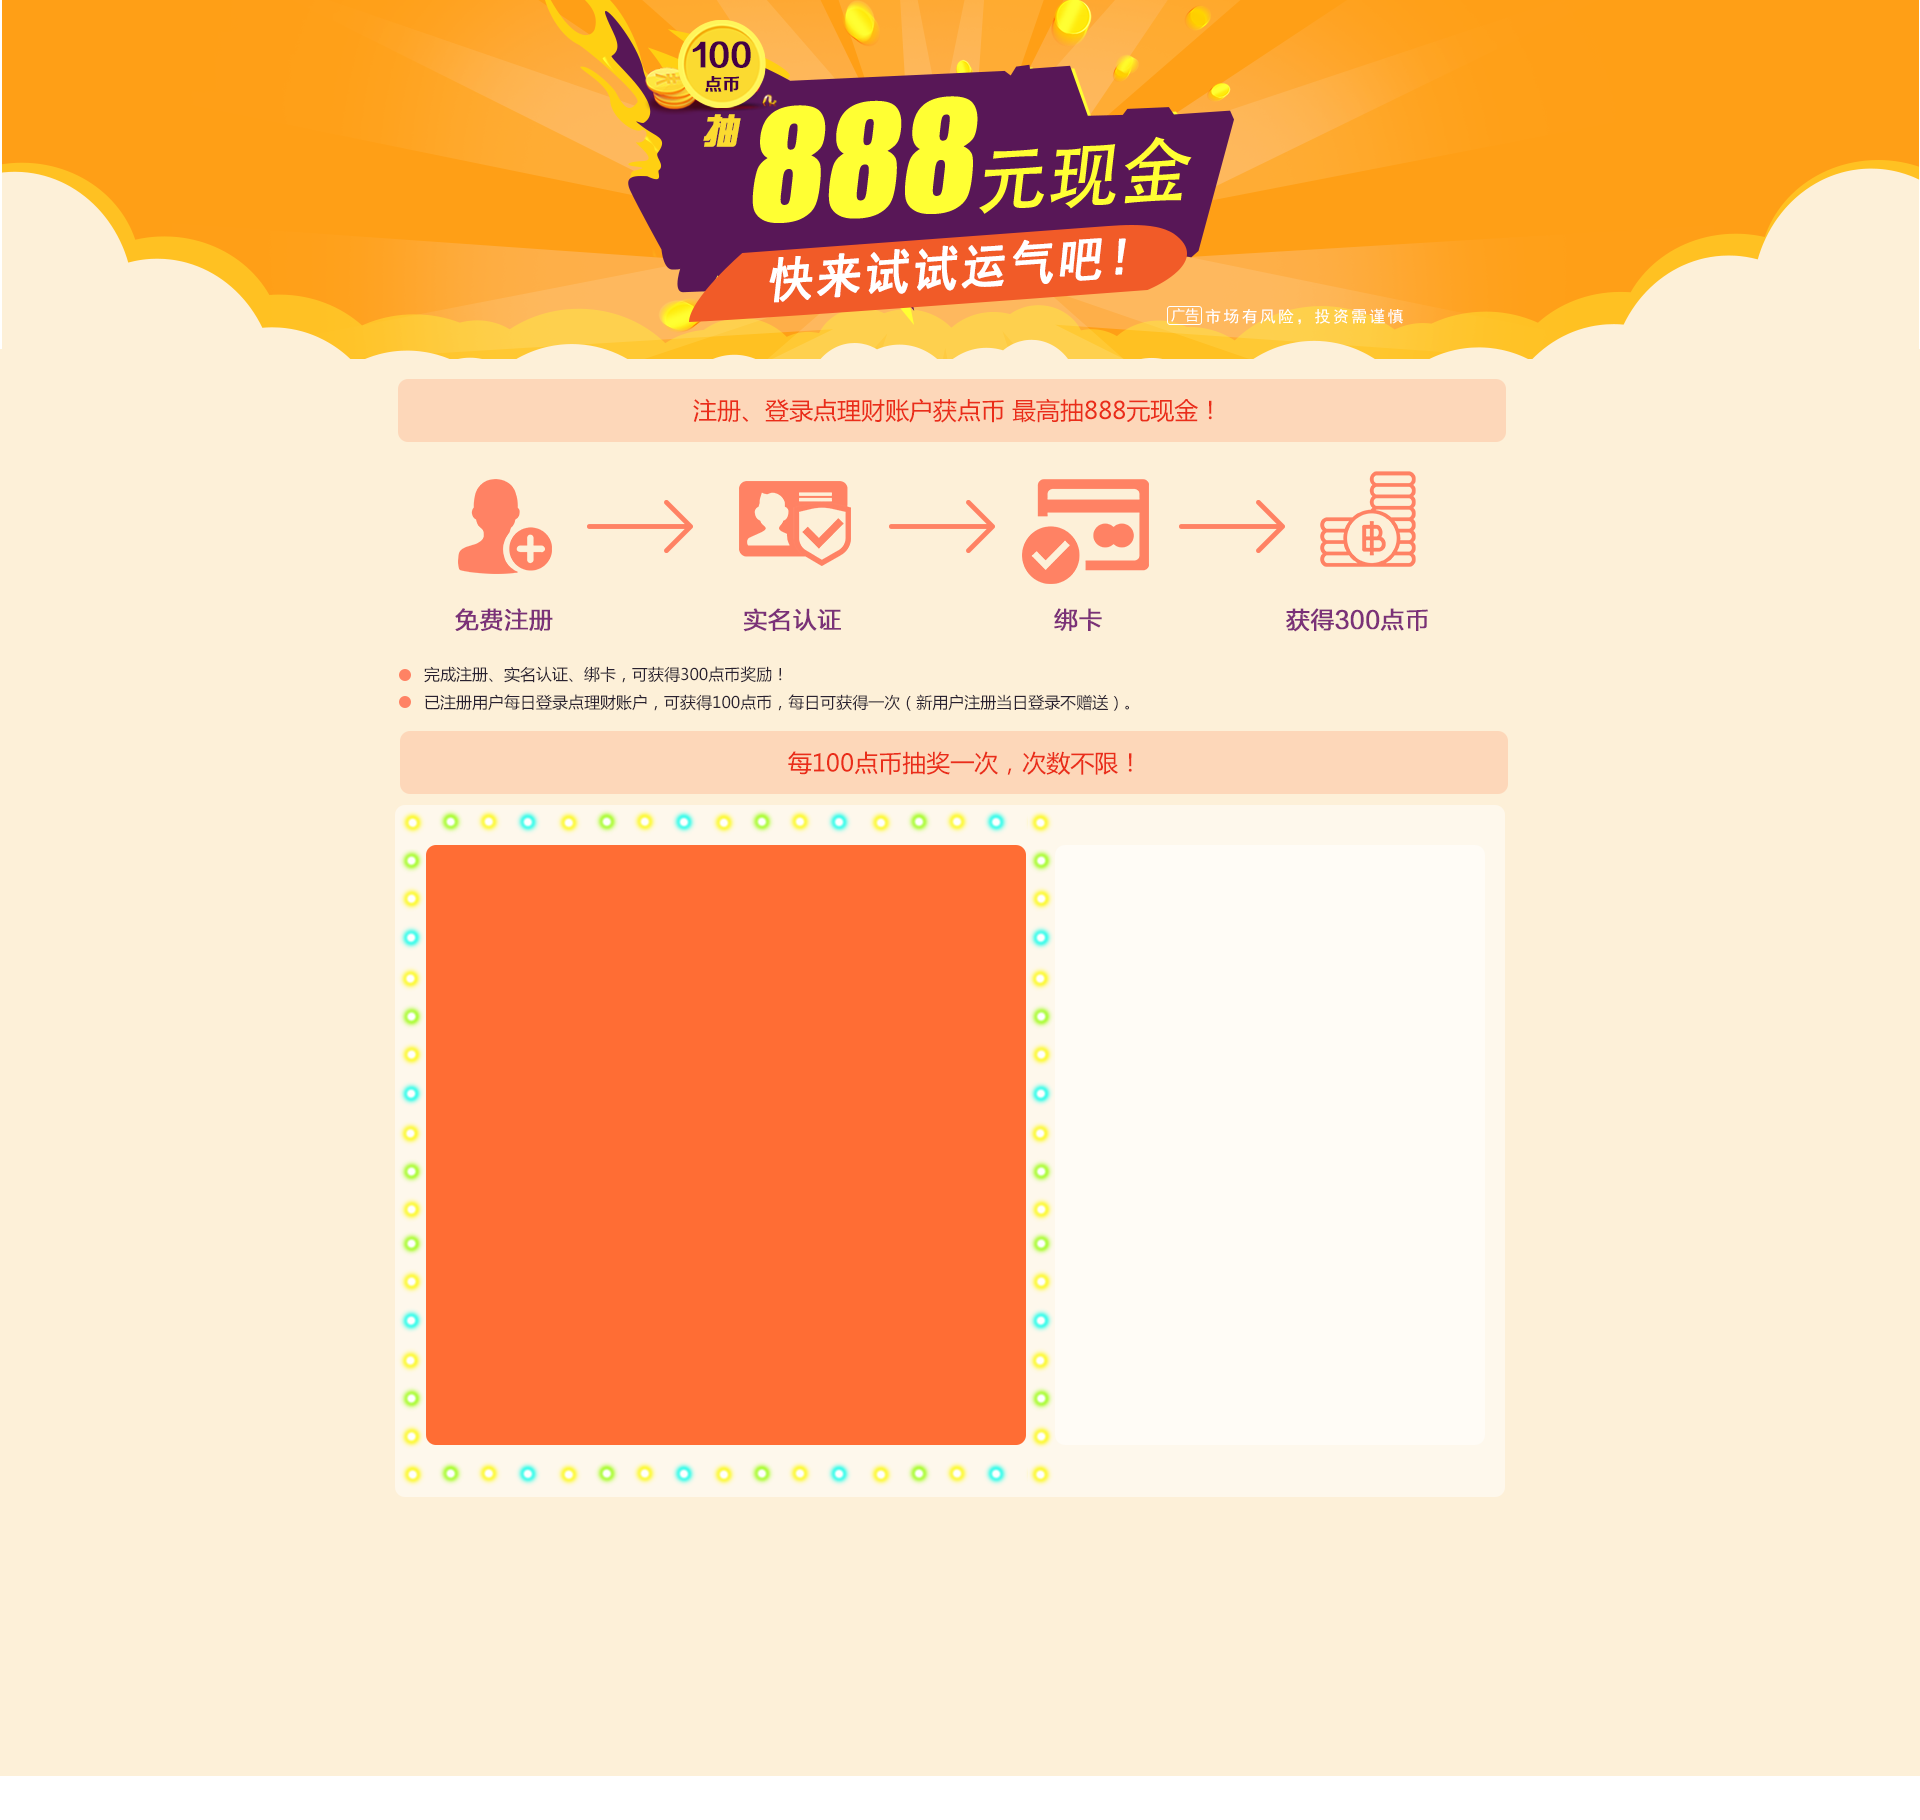 100
点币
抽
888元现金
快来试试运气吧！
广告 市场有风险，投资需谨慎
注册、登录点理财账户获点币 最高抽888元现金！
免费注册
实名认证
绑卡
获得300点币
完成注册、实名认证、绑卡，可获得300点币奖励！
已注册用户每日登录点理财账户，可获得100点币，每日可获得一次（新用户注册当日登录不赠送）。
每100点币抽奖一次，次数不限！